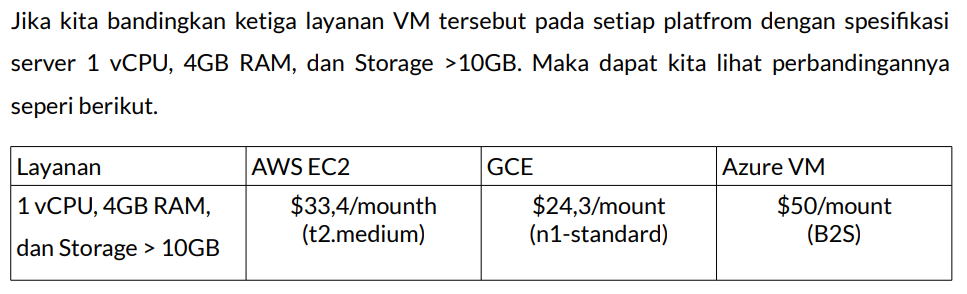 Jika kita bandingkan ketiga layanan VM tersebut pada setiap platfrom dengan spesifikasi
server 1 vCPU, 4GB RAM, dan Storage >10GB. Maka dapat kita lihat perbandingannya
seperi berikut.
Layanan AWS EC2 GCE Azure VM
1 vCPU, 4GB RAM, $33,4/mounth $24,3/mount $50/mount
(t2.medium) (n1-standard) (B2S)
dan Storage > 10GB